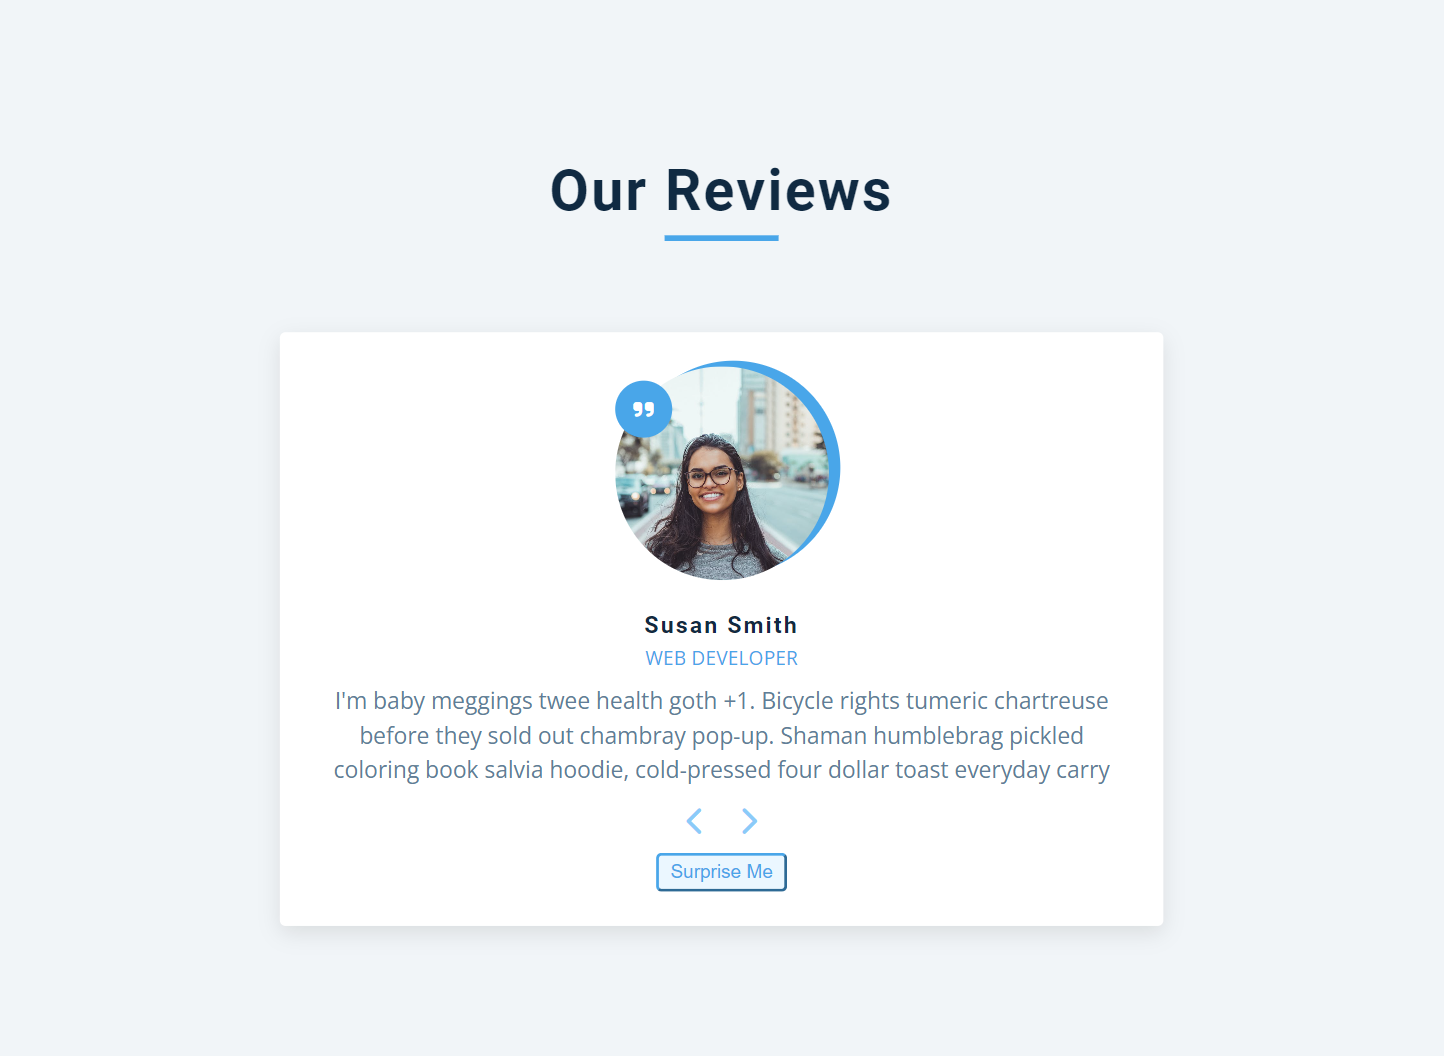 Our Reviews
Susan Smith
WEB DEVELOPER
I'm baby meggings twee health goth +1. Bicycle rights tumeric chartreuse
before they sold out chambray pop-up. Shaman humblebrag pickled
coloring book salvia hoodie, cold-pressed four dollar toast everyday carry
Surprise Me